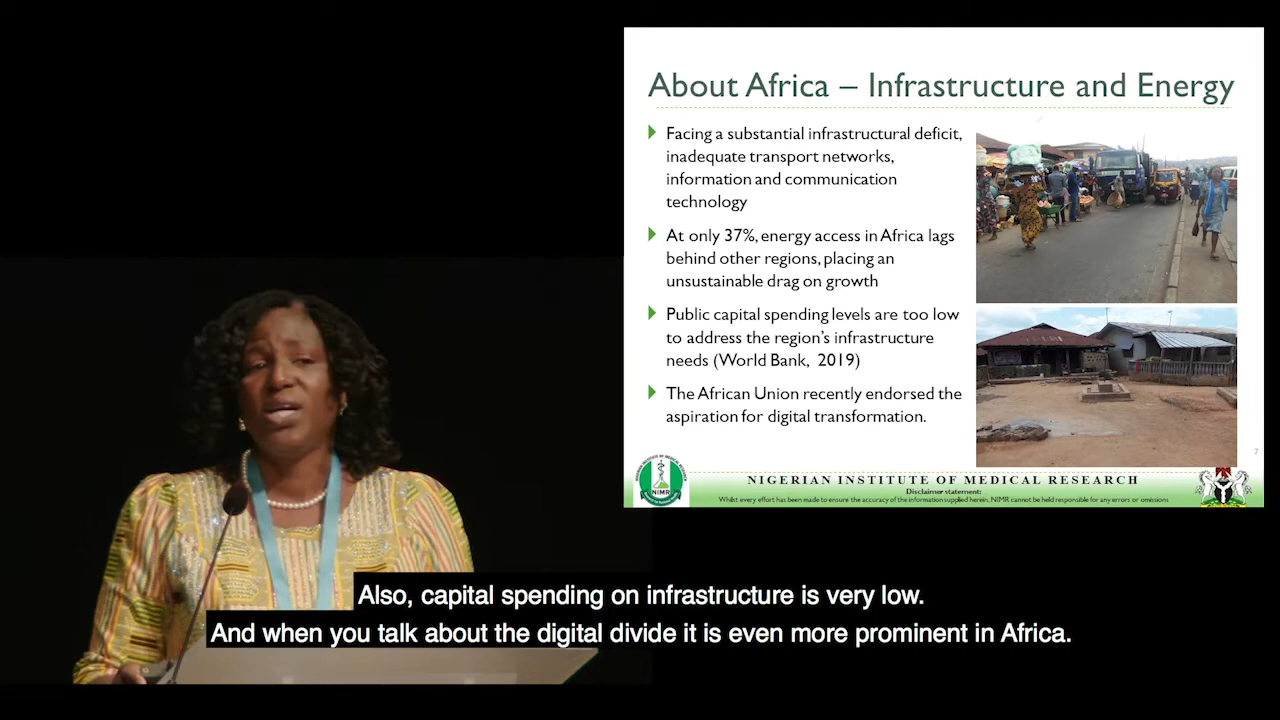 About Africa – Infrastructure and Energy
Facing a substantial infrastructural deficit,
inadequate transport networks,
information and communication
technology
At only 37%, energy access in Africa lags
behind other regions, placing an
unsustainable drag on growth
Public capital spending levels are too low
to address the region's infrastructure
needs (World Bank, 2019)
The African Union recently endorsed the
aspiration for digital transformation.
7
NIMR
NIGERIAN INSTITUTE OF MEDICAL RESEARCH
Disclaimer statement:
Whilst every effort has been made to ensure the accuracy of the information supplied herein, NIMR cannot be held responsible for any errors or omissions
Also, capital spending on infrastructure is very low.
And when you talk about the digital divide it is even more prominent in Africa.